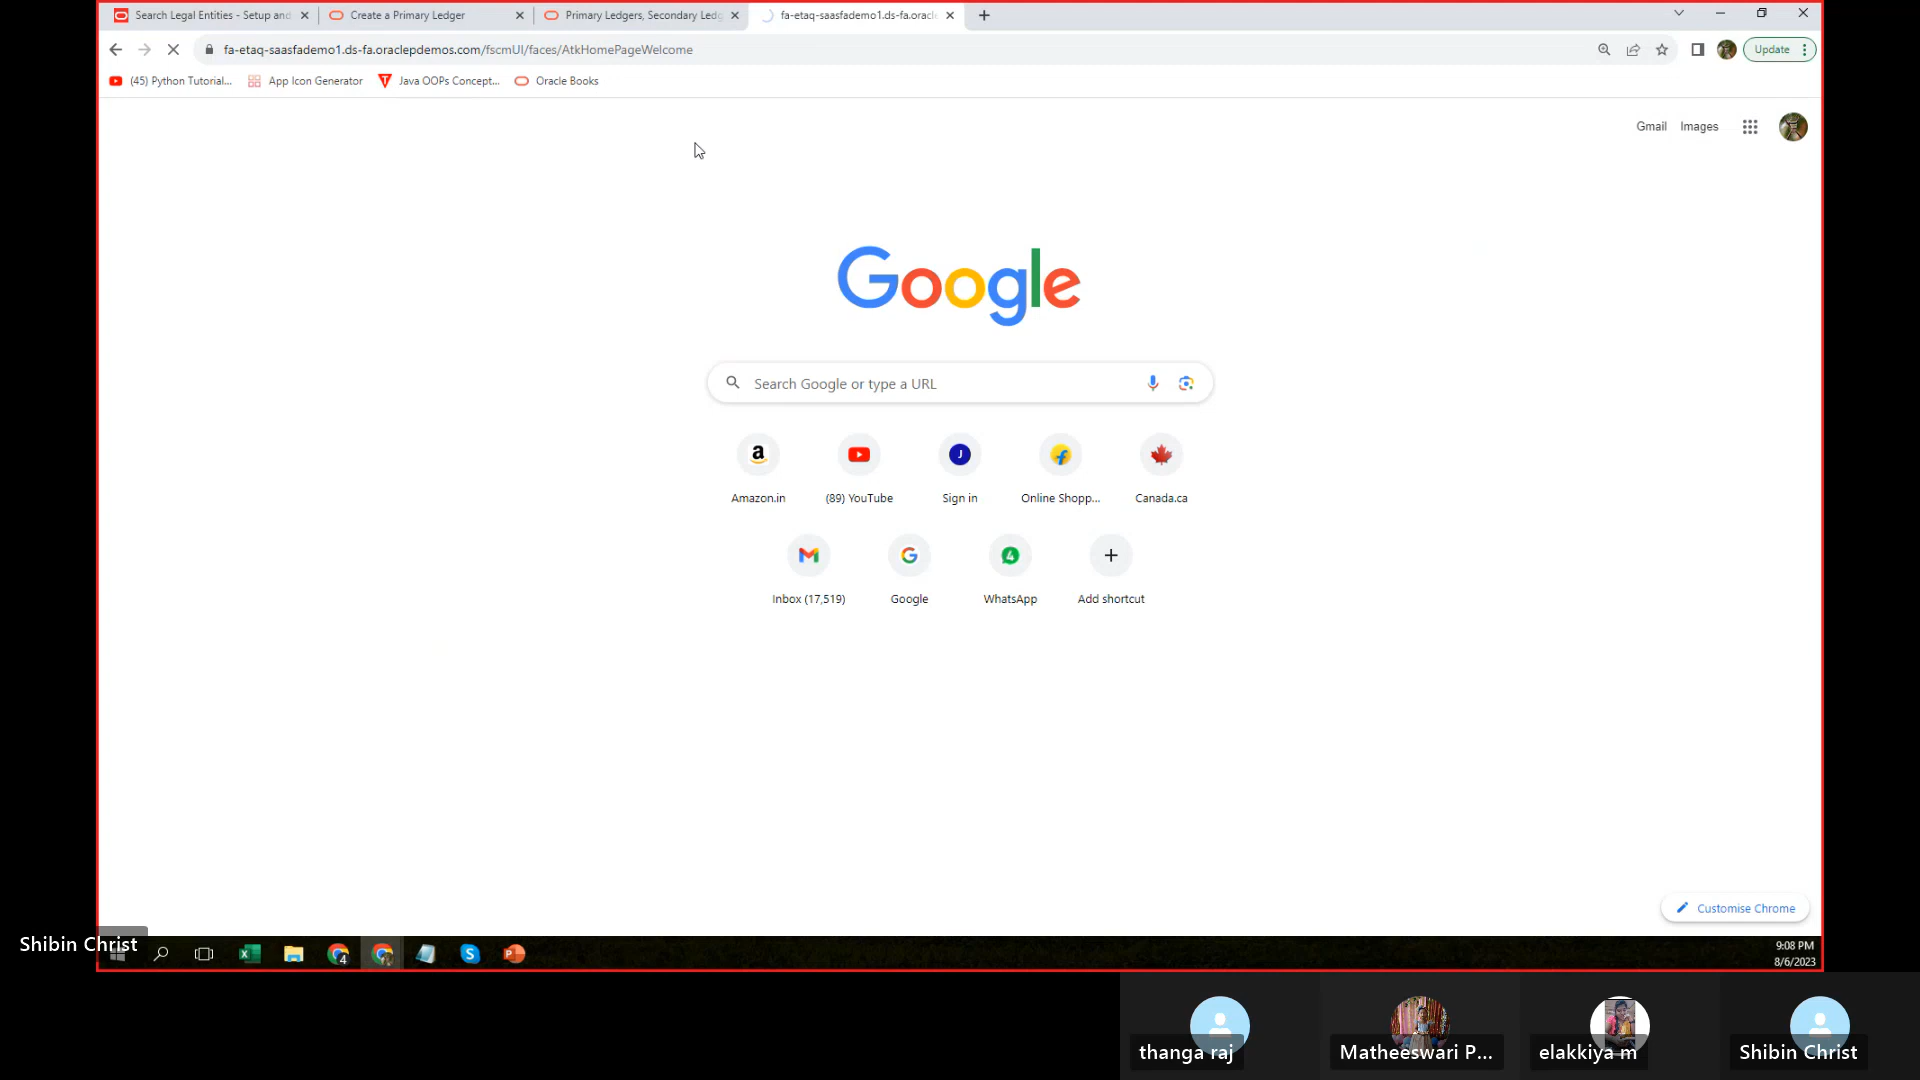 Search Legal Entities - Setup and
Create a Primary Ledger
Primary Ledgers, Secondary Ledg
fa-etaq-saasfademo1.ds-fa.oracle
fa-etaq-saasfademo1.ds-fa.oraclepdemos.com/fscmUI/faces/AtkHomePageWelcome
Update
(45) Python Tutorial...
App Icon Generator
Java OOPs Concept...
Oracle Books
Gmail
Images
Google
Search Google or type a URL
Amazon.in
(89) YouTube
Sign in
Online Shopp...
Canada.ca
Inbox (17,519)
Google
WhatsApp
Add shortcut
Customise Chrome
Shibin Christ
9:08 PM
8/6/2023
thanga raj
Matheeswari P...
elakkiya m
Shibin Christ